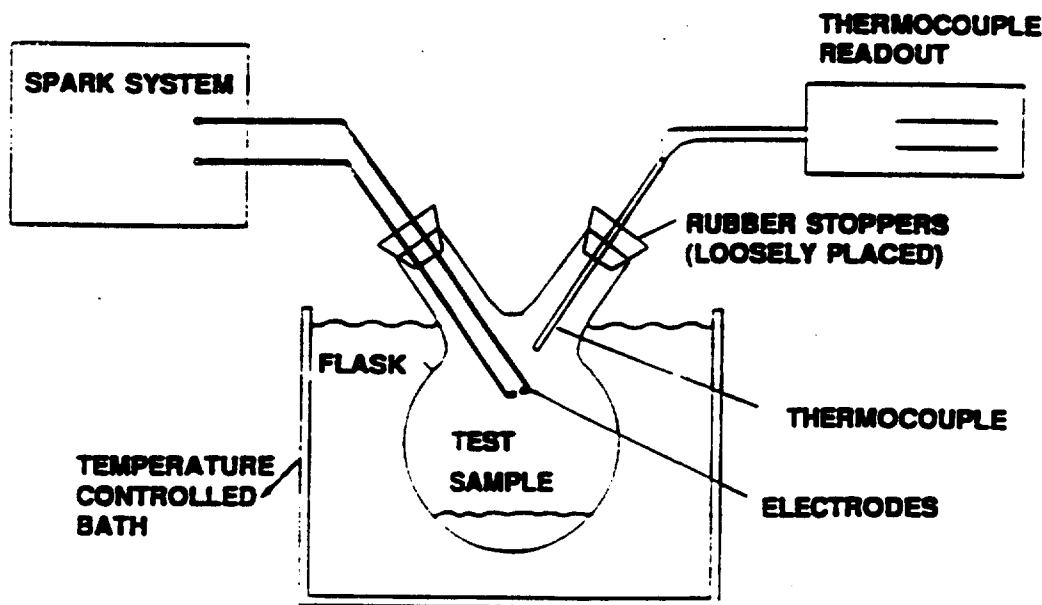 THERMOCOUPLE
READOUT
SPARK SYSTEM
RUBBER STOPPERS
(LOOSELY PLACED)
FLASK
THERMOCOUPLE
TEST
SAMPLE
TEMPERATURE
CONTROLLED
BATH
ELECTRODES